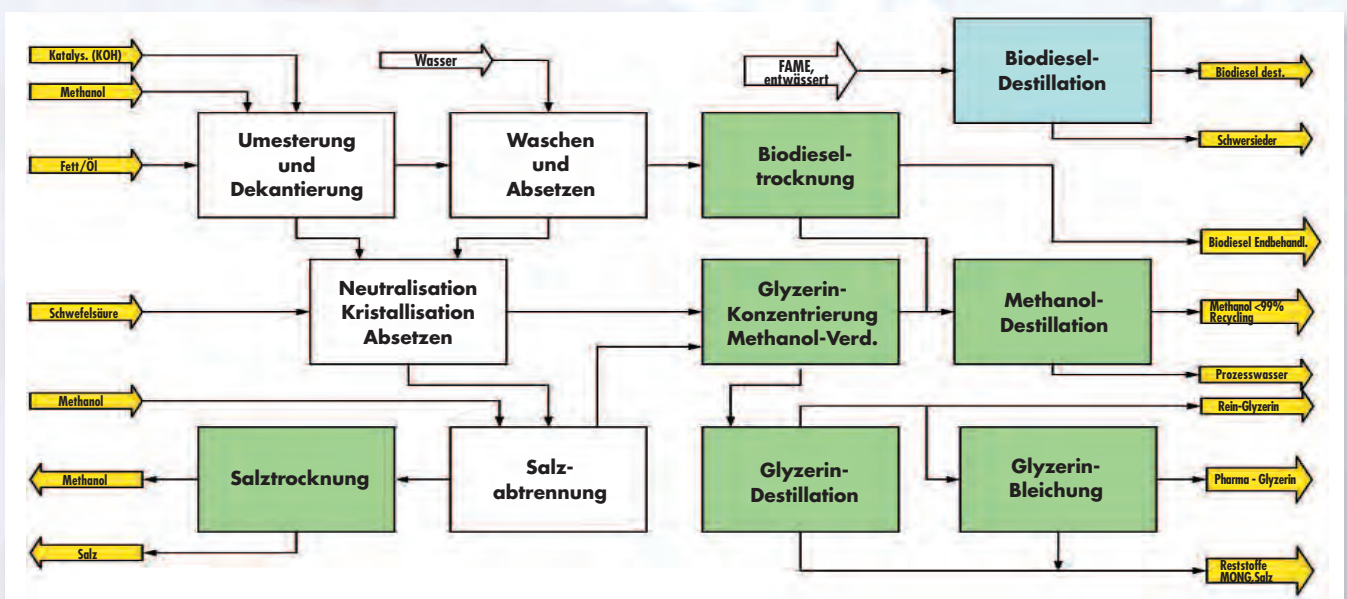 Katalys. (KOH)
Methanol
Fett/Öl
Wasser
FAME,
entwässert
Biodiesel-
Destillation
Biodiesel dest.
Schwersieder
Umesterung
und
Dekantierung
Waschen
und
Absetzen
Biodiesel-
trocknung
Biodiesel Endbehandl.
Schwefelsäure
Neutralisation
Kristallisation
Absetzen
Glyzerin-
Konzentrierung
Methanol-Verd.
Methanol-
Destillation
Methanol <99%
Recycling
Prozesswasser
Methanol
Rein-Glyzerin
Methanol
Salztrocknung
Salz-
abtrennung
Glyzerin-
Destillation
Glyzerin-
Bleichung
Pharma - Glyzerin
Salz
Reststoffe
MONG,Salz